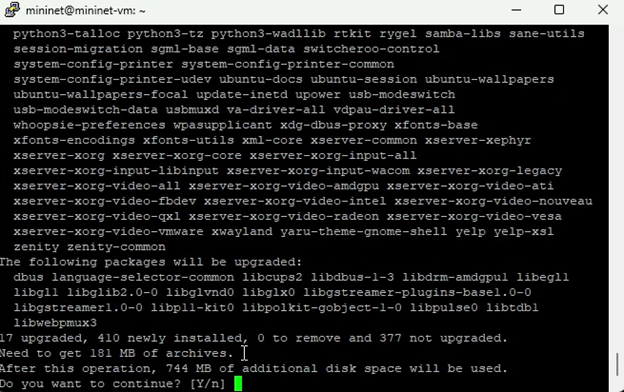 mininet@mininet-vm: ~
python3-talloc python3-tz python3-wadllib rtkit rygel samba-libs sane-utils
session-migration sgml-base sgml-data switcheroo-control
system-config-printer system-config-printer-common
system-config-printer-udev ubuntu-docs ubuntu-session ubuntu-wallpapers
ubuntu-wallpapers-focal update-inetd upower usb-modeswitch
usb-modeswitch-data usbmuxd va-driver-all vdpau-driver-all
whoopsie-preferences wpasupplicant xdg-dbus-proxy xfonts-base
xfonts-encodings xfonts-utils xml-core xserver-common xserver-xephyr
xserver-xorg xserver-xorg-core xserver-xorg-input-all
xserver-xorg-input-libinput xserver-xorg-input-wacom xserver-xorg-legacy
xserver-xorg-video-all xserver-xorg-video-amdgpu xserver-xorg-video-ati
xserver-xorg-video-fbdev xserver-xorg-video-intel xserver-xorg-video-nouveau
xserver-xorg-video-qxl xserver-xorg-video-radeon xserver-xorg-video-vesa
xserver-xorg-video-vmware xwayland yaru-theme-gnome-shell yelp yelp-xsl
zenity zenity-common
The following packages will be upgraded:
dbus language-selector-common libcups2 libdbus-1-3 libdrm-amdgpu1 libegl1
libgl1 libglib2.0-0 libglvnd0 libglx0 libgstreamer-plugins-base1.0-0
libgstreamer1.0-0 libp11-kit0 libpolkit-gobject-1-0 libpulse0 libtdb1
libwebpmux3
17 upgraded, 410 newly installed, 0 to remove and 377 not upgraded.
Need to get 181 MB of archives.
After this operation, 744 MB of additional disk space will be used.
Do you want to continue? [Y/n]